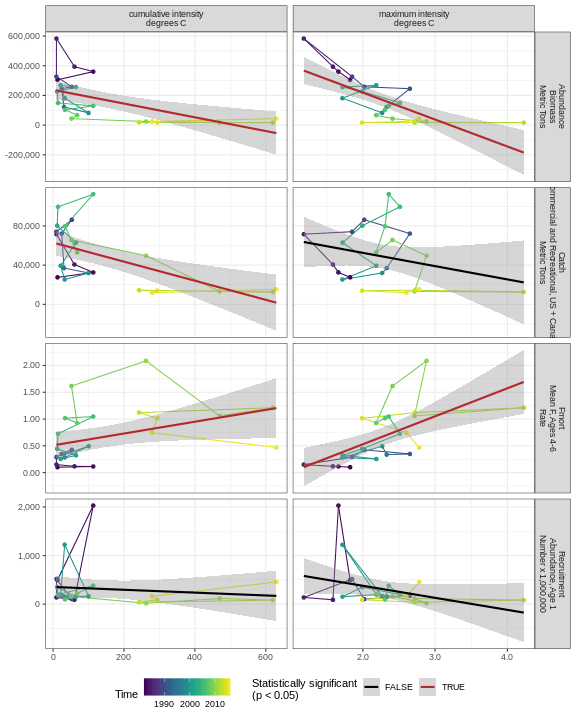 cumulative intensity
degrees C
maximum intensity
degrees C
600,000
400,000
200,000
0
-200,000
Abundance
Biomass
Metric Tons
80,000
40,000
0
Catch
ommercial and Recreational, US + Cana
Metric Tons
2.00
1.50
1.00
0.50
0.00
Fmort
Mean F, Ages 4-6
Rate
2,000
1,000
0
Recruitment
Abundance, Age 1
Number x 1,000,000
0
200
400
600
2.0
3.0
4.0
Time
1990 2000 2010
Statistically significant
(p < 0.05)
FALSE
TRUE